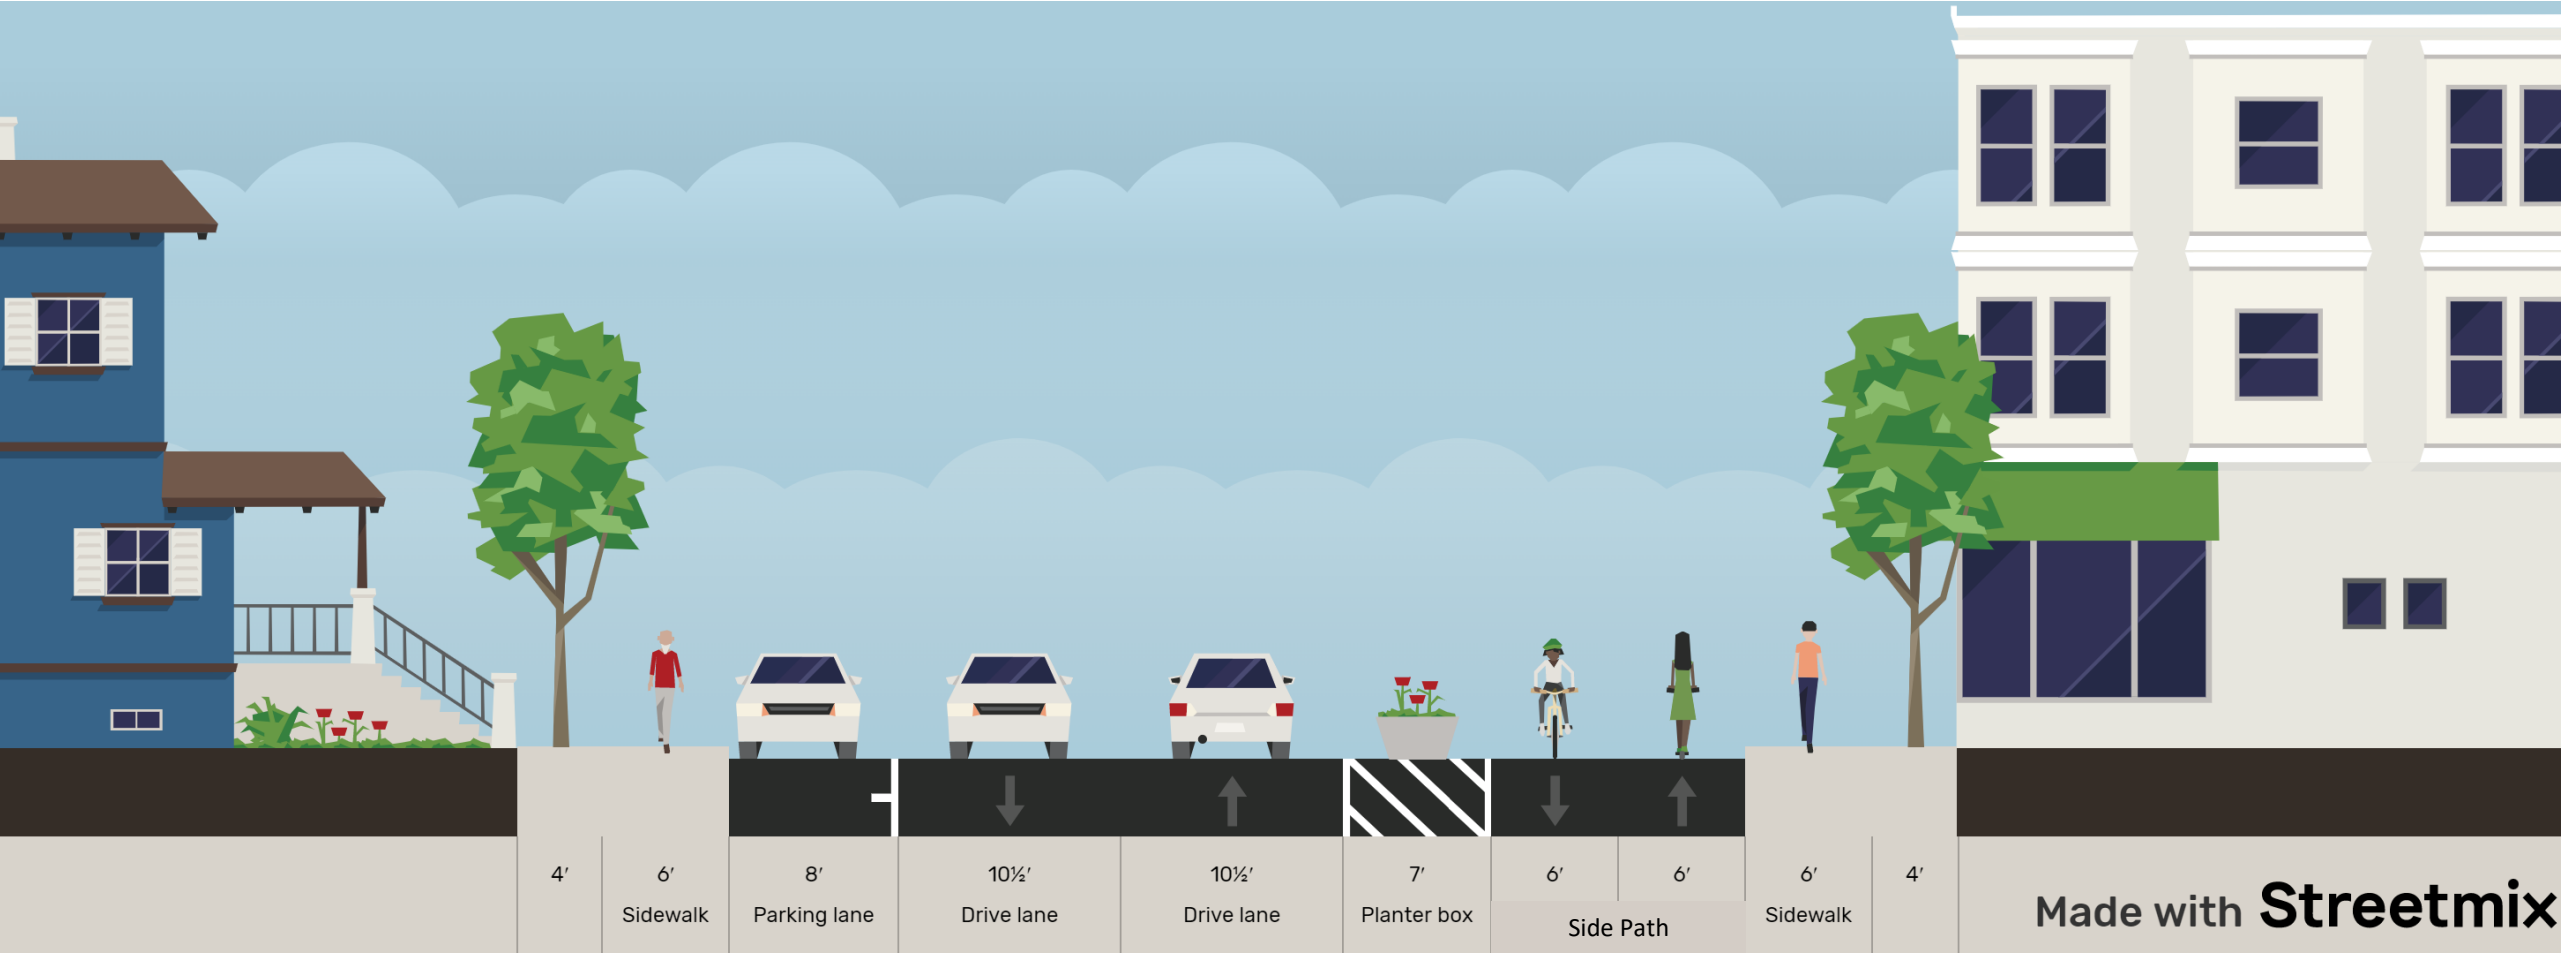 4′ 6′ 8′ 10½′ 10½′ 7′ 6′ 6′ 6′ 4′
Sidewalk Parking lane Drive lane Drive lane Planter box Side Path Sidewalk
Made with Streetmix